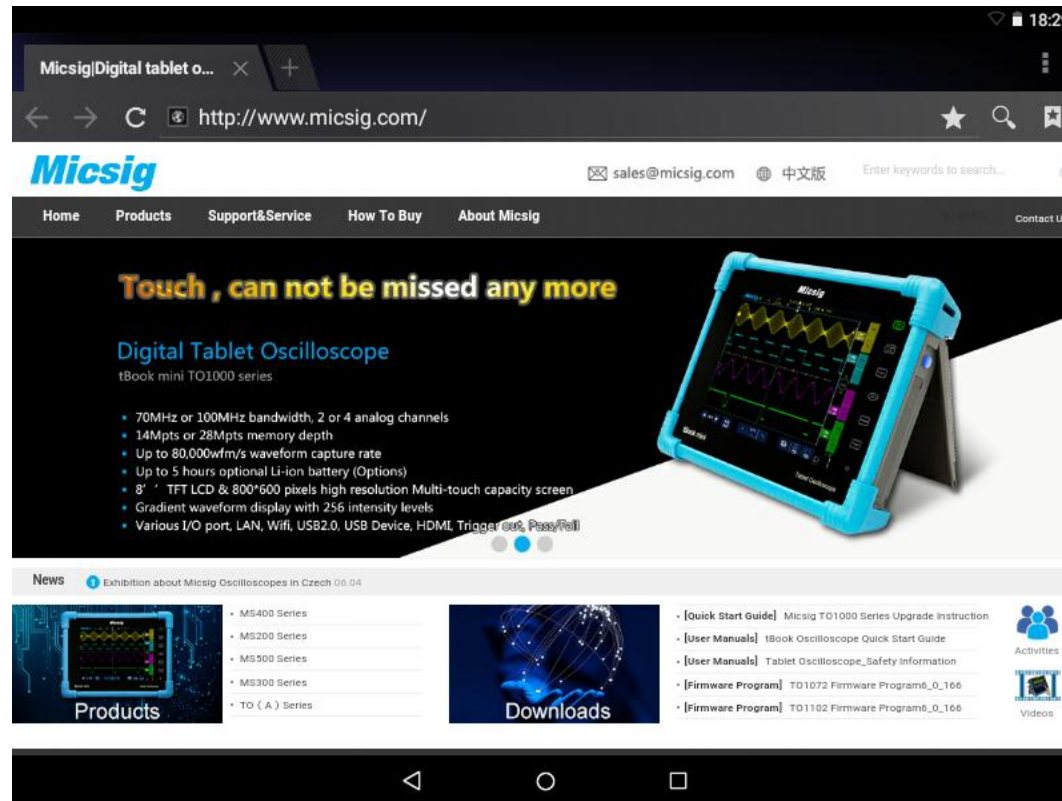 18:2
Micsig|Digital tablet o...
http://www.micsig.com/
Micsig
sales@micsig.com
中文版
Enter keywords to search...
Home
Products
Support&Service
How To Buy
About Micsig
Contact U
Touch , can not be missed any more
Micsig
Digital Tablet Oscilloscope
tBook mini TO1000 series
70MHz or 100MHz bandwidth, 2 or 4 analog channels
14Mpts or 28Mpts memory depth
Up to 80,000wfm/s waveform capture rate
Up to 5 hours optional Li-ion battery (Options)
8' ' TFT LCD & 800*600 pixels high resolution Multi-touch capacity screen
Gradient waveform display with 256 intensity levels
Various I/O port, LAN, Wifi, USB2.0, USB Device, HDMI, Trigger out, Pass/Fail
tBook mini
Tablet Oscilloscope
News
Exhibition about Micsig Oscilloscopes in Czech 06.04
MS400 Series
MS200 Series
MS500 Series
MS300 Series
TO ( A ) Series
Products
Downloads
[Quick Start Guide] Micsig TO1000 Series Upgrade Instruction
[User Manuals] tBook Oscilloscope Quick Start Guide
[User Manuals] Tablet Oscilloscope_Safety Information
[Firmware Program] TO1072 Firmware Program6_0_166
[Firmware Program] TO1102 Firmware Program6_0_166
Activities
Videos